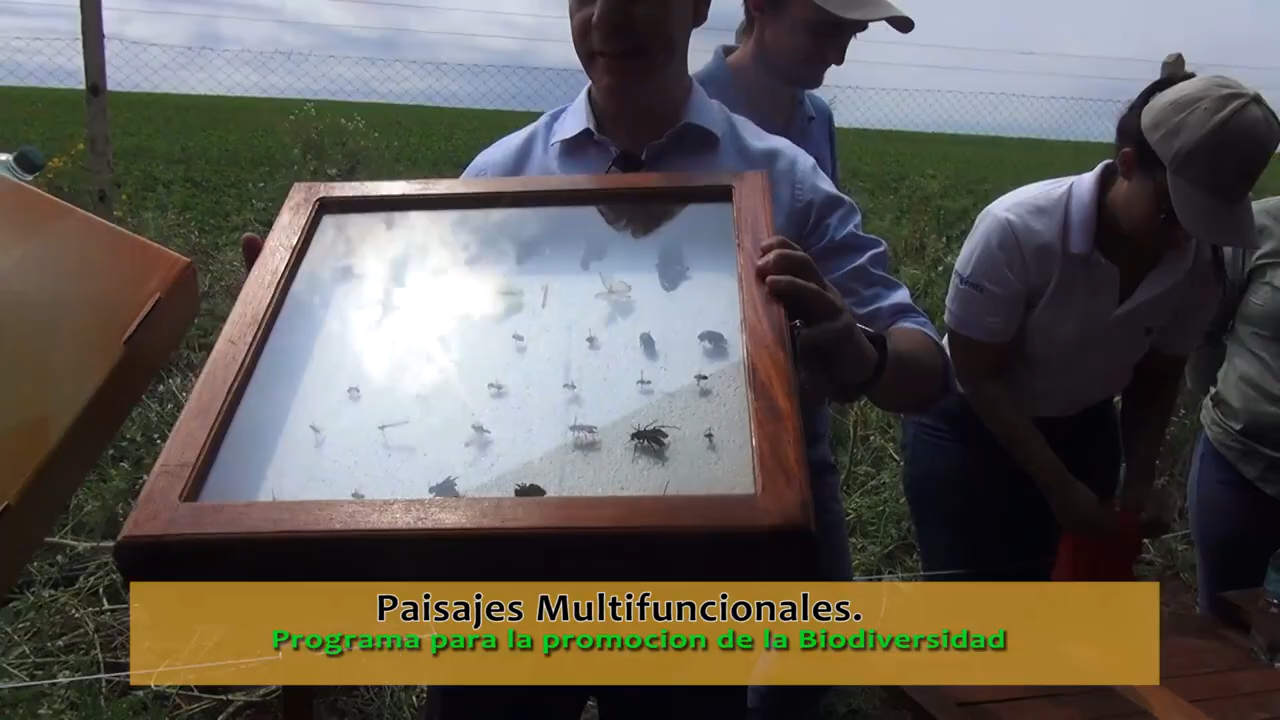 Paisajes Multifuncionales.
Programa para la promocion de la Biodiversidad